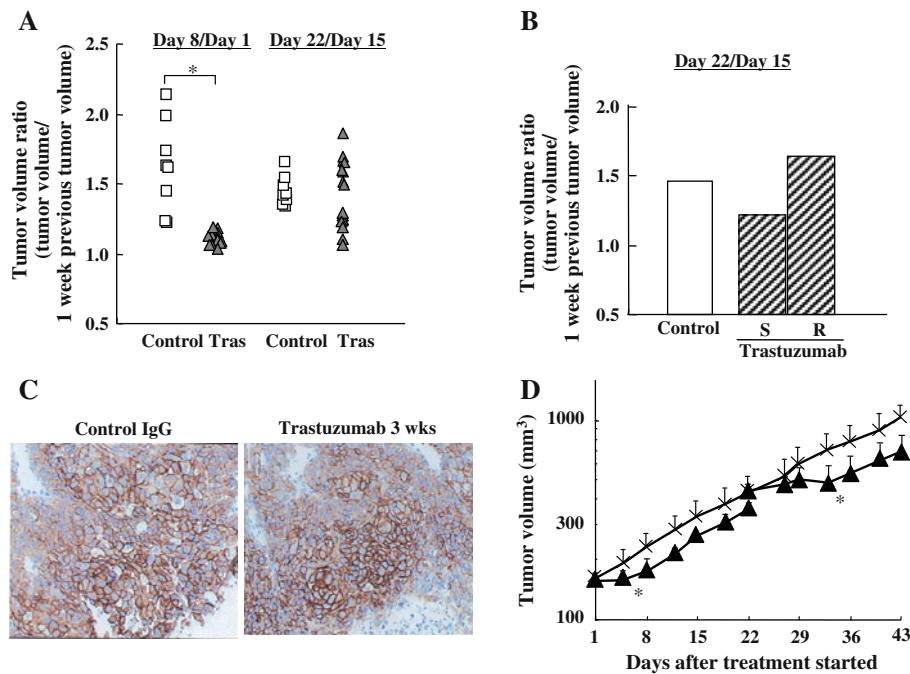 A
Tumor volume ratio
(tumor volume/
1 week previous tumor volume)
2.5
2.0
1.5
1.0
0.5
Day 8/Day 1
Day 22/Day 15
*
Control Tras
Control Tras
B
Day 22/Day 15
Tumor volume ratio
(tumor volume/
1 week previous tumor volume)
2.0
1.5
1.0
0.5
Control
S
R
Trastuzumab
C
Control IgG
Trastuzumab 3 wks
D
Tumor volume (mm³)
1000
300
100
*
*
1 8 15 22 29 36 43
Days after treatment started